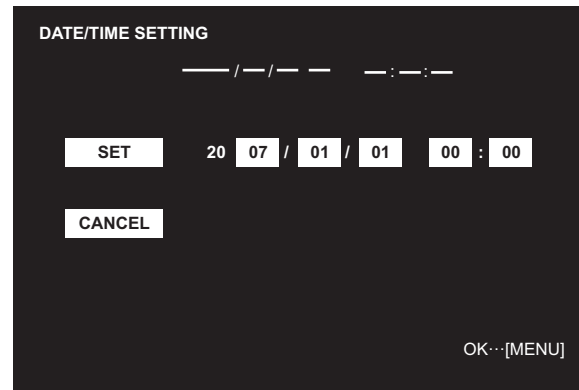 DATE/TIME SETTING
——/—/— — —:—:—
SET 20 07 / 01 / 01 00 : 00
CANCEL
OK···[MENU]